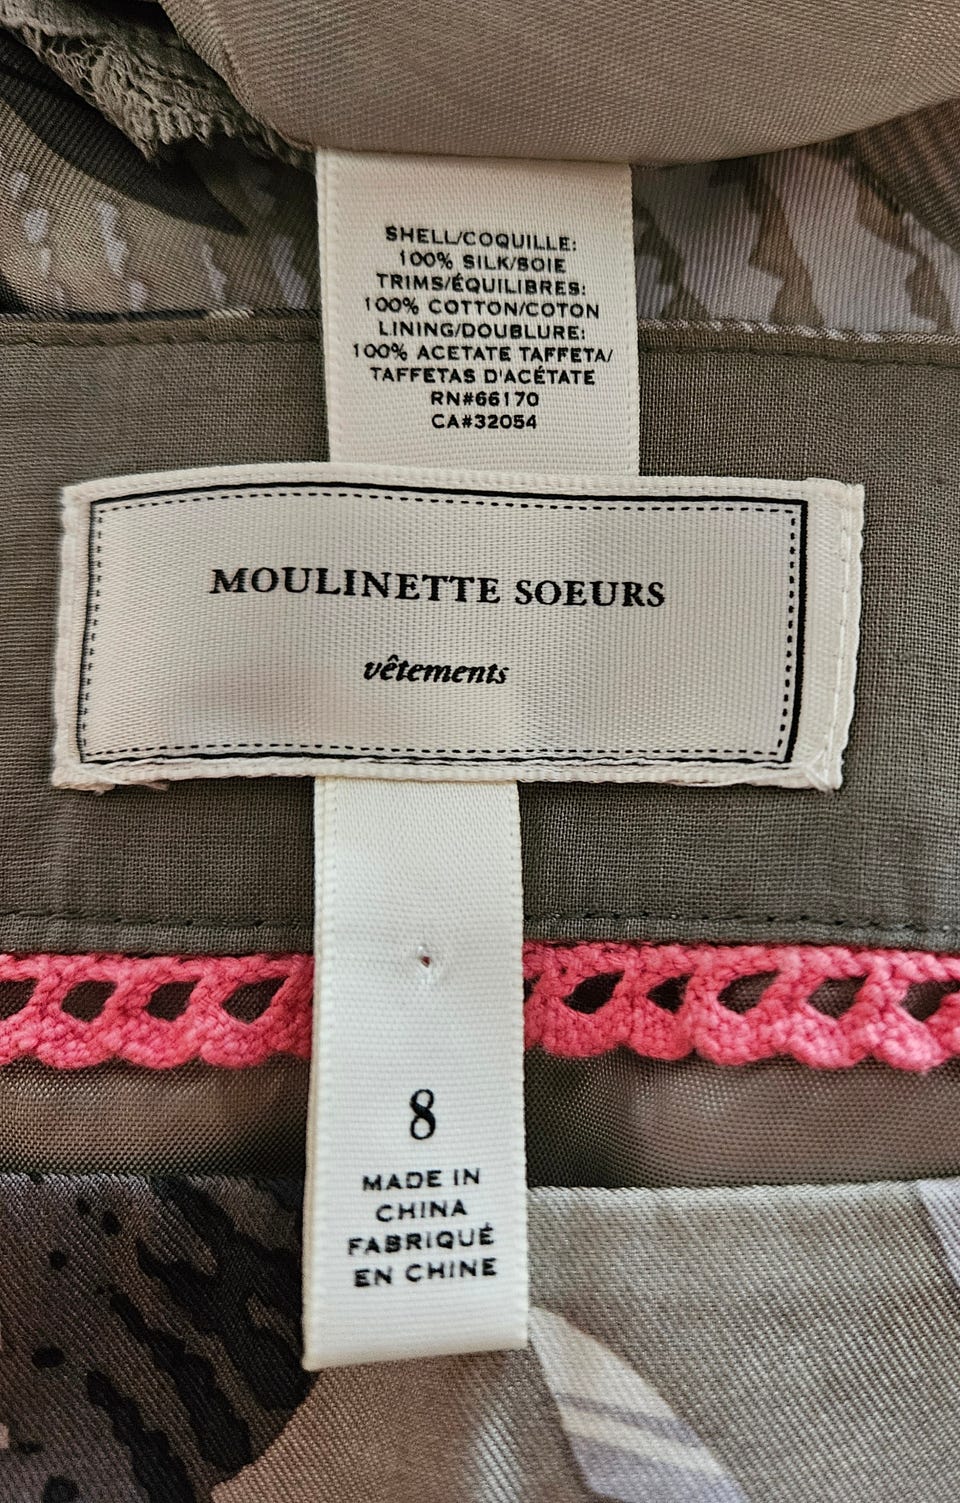 SHELL/COQUILLE:
100% SILK/SOIE
TRIMS/ÉQUILIBRES:
100% COTTON/COTON
LINING/DOUBLURE:
100% ACETATE TAFFETA/
TAFFETAS D'ACÉTATE
RN#66170
CA#32054
MOULINETTE SOEURS
vêtements
8
MADE IN
CHINA
FABRIQUÉ
EN CHINE